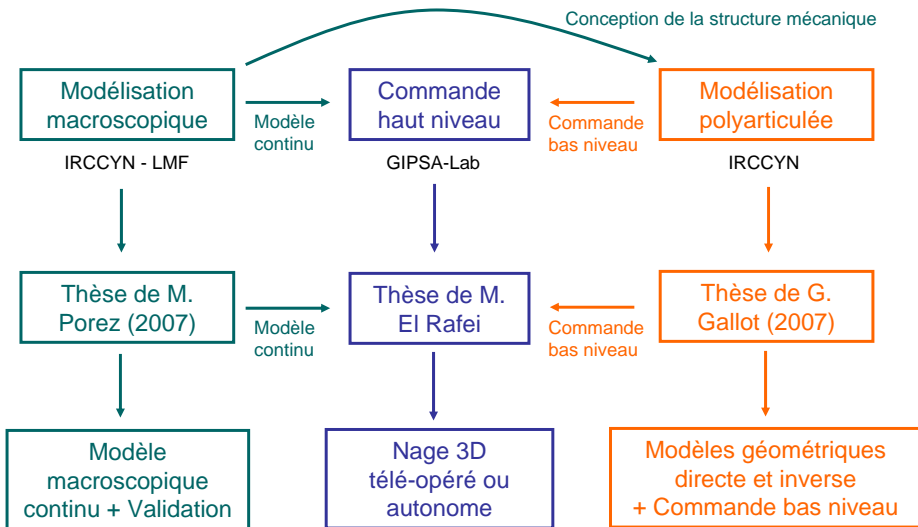 Conception de la structure mécanique
Modélisation
macroscopique
Modèle
continu
Commande
haut niveau
Commande
bas niveau
Modélisation
polyarticulée
IRCCYN - LMF
GIPSA-Lab
IRCCYN
Thèse de M.
Porez (2007)
Modèle
continu
Thèse de M.
El Rafei
Commande
bas niveau
Thèse de G.
Gallot (2007)
Modèle
macroscopique
continu + Validation
Nage 3D
télé-opéré ou
autonome
Modèles géométriques
directe et inverse
+ Commande bas niveau